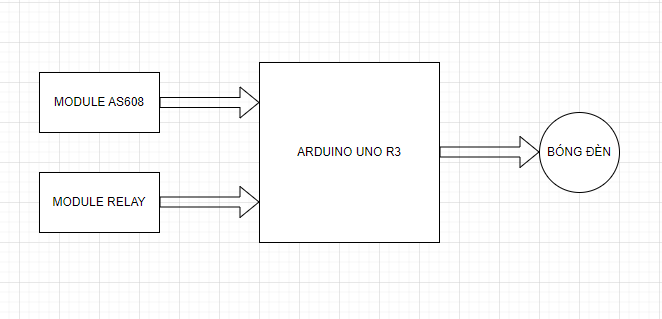 MODULE AS608
ARDUINO UNO R3
BÓNG ĐÈN
MODULE RELAY